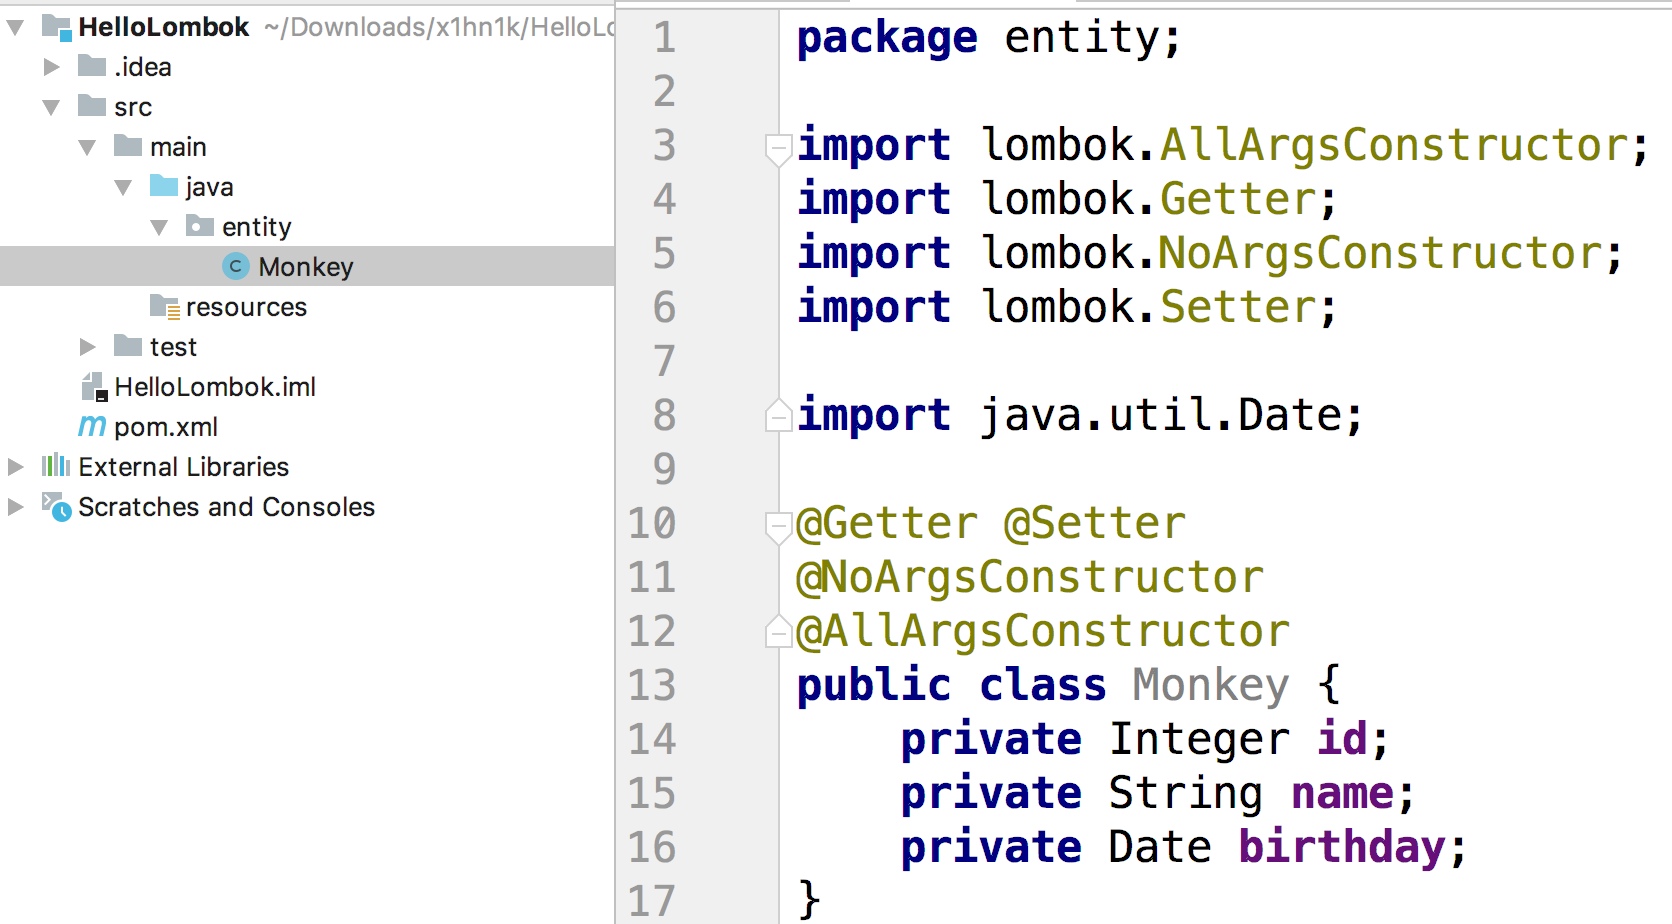 HelloLombok ~/Downloads/x1hn1k/HelloLo
.idea
src
main
java
entity
Monkey
resources
test
HelloLombok.iml
pom.xml
External Libraries
Scratches and Consoles
1 package entity;
2
3 import lombok.AllArgsConstructor;
4 import lombok.Getter;
5 import lombok.NoArgsConstructor;
6 import lombok.Setter;
7
8 import java.util.Date;
9
10 @Getter @Setter
11 @NoArgsConstructor
12 @AllArgsConstructor
13 public class Monkey {
14 private Integer id;
15 private String name;
16 private Date birthday;
17 }